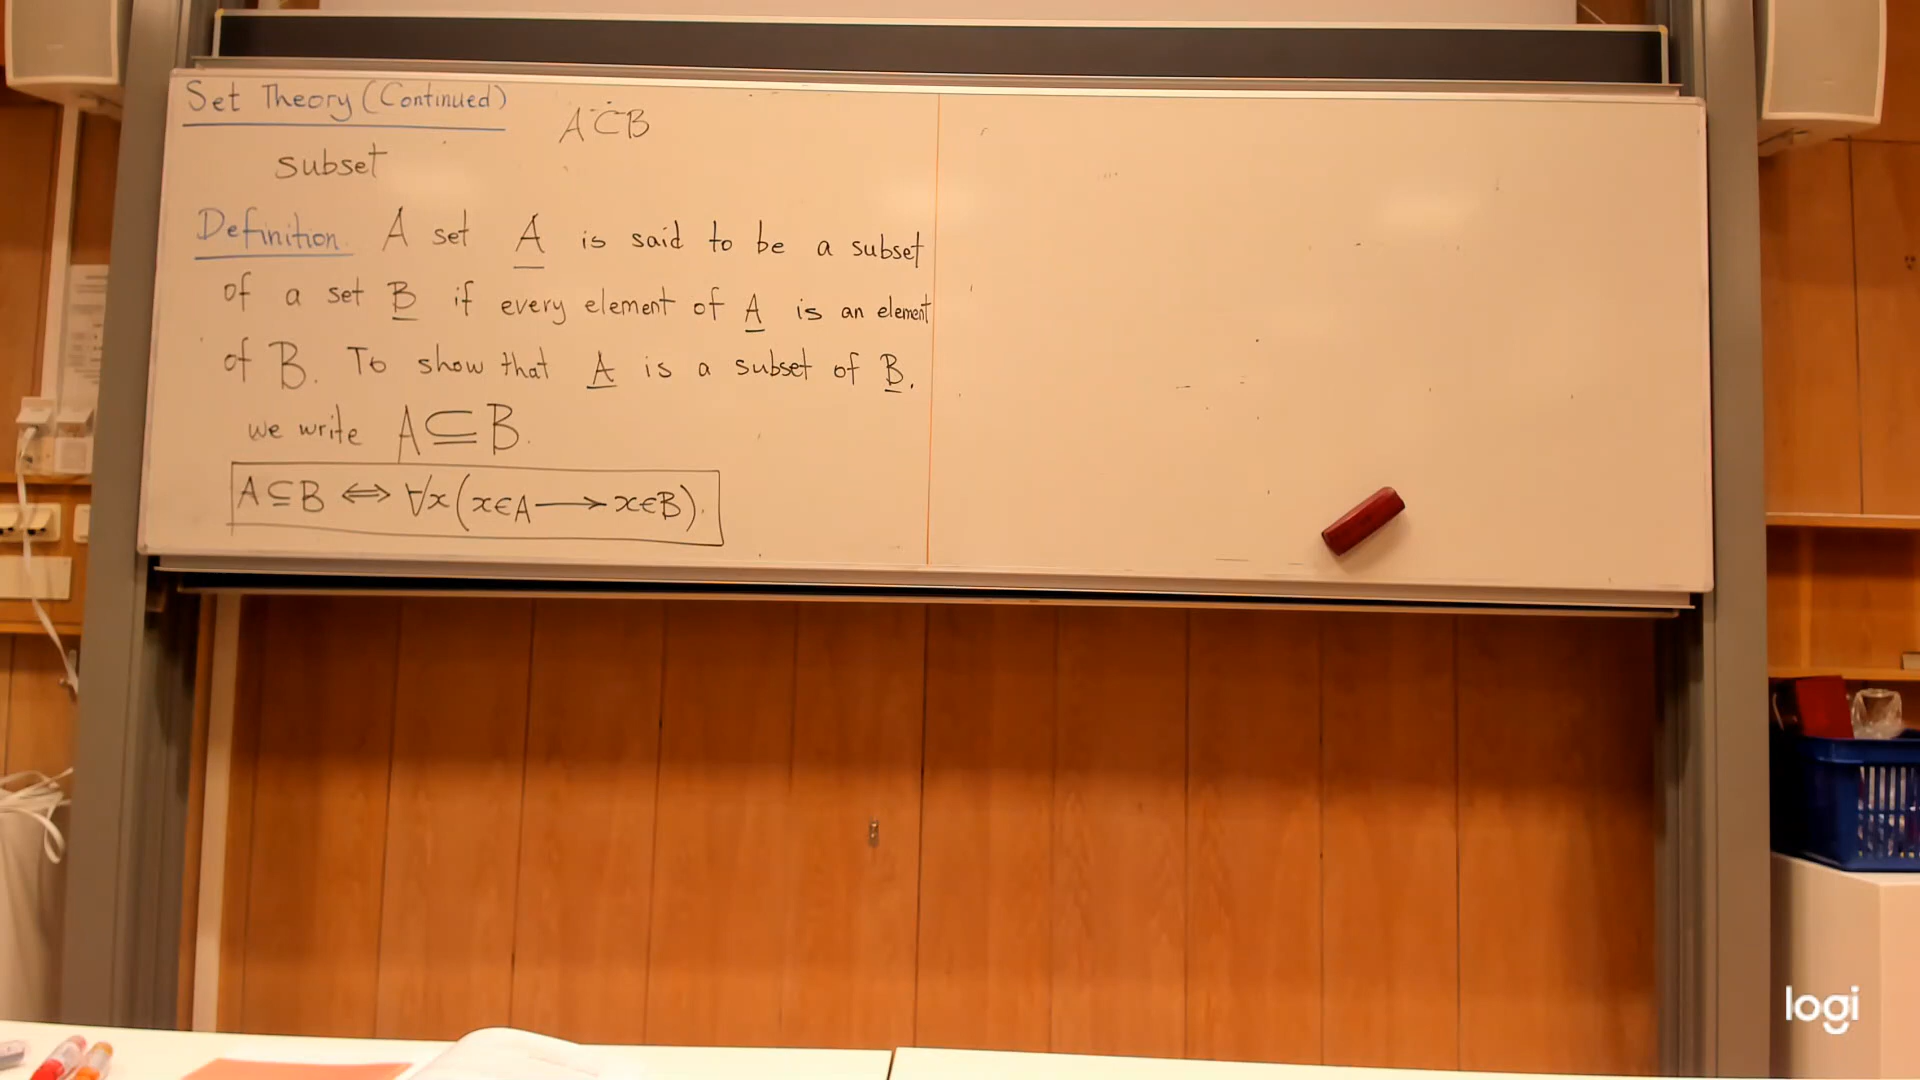 Set Theory (Continued)
A ⊂ B
subset
Definition. A set A is said to be a subset
of a set B if every element of A is an element
of B. To show that A is a subset of B.
we write A ⊆ B.
A ⊆ B ⟺ ∀x (x∈A ⟶ x∈B).
logi